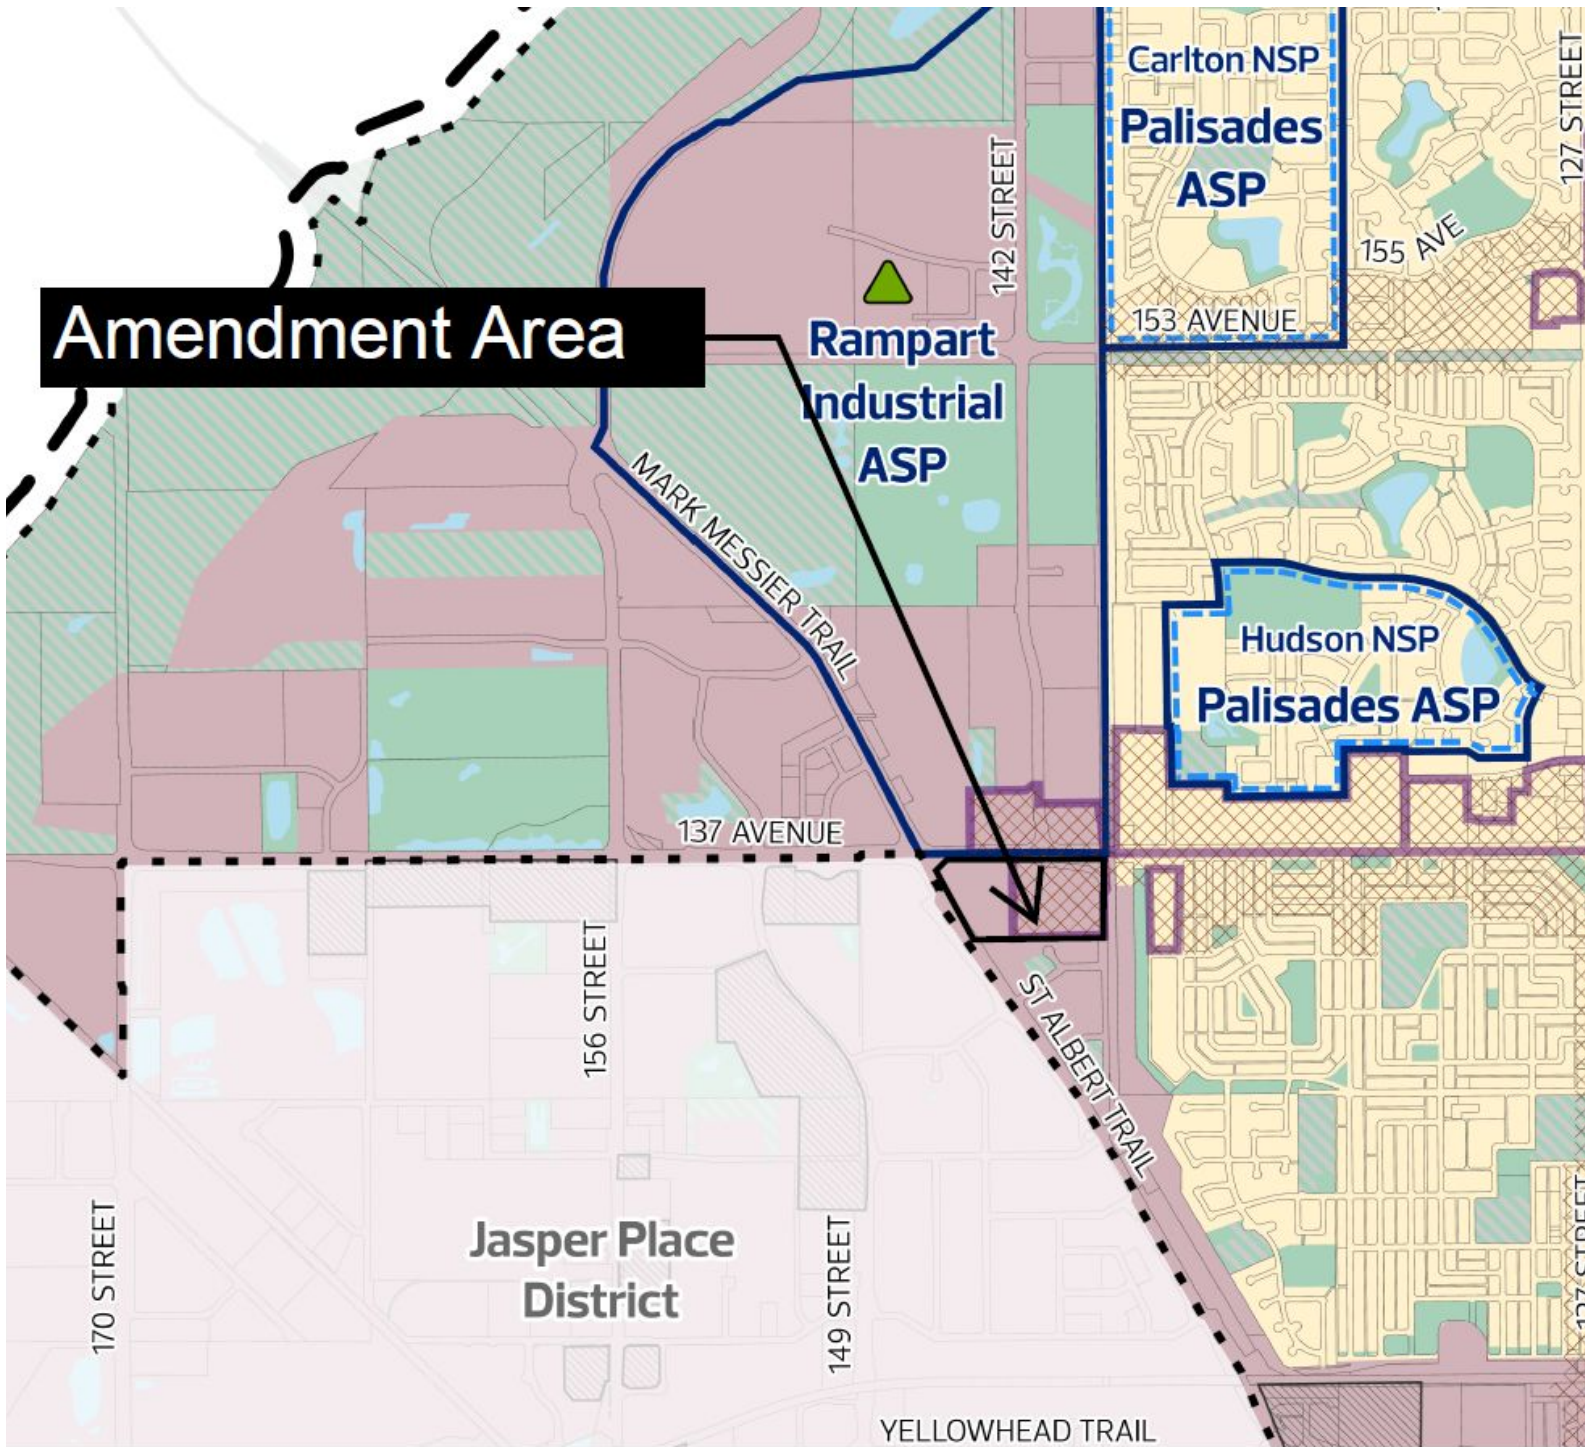 Carlton NSP
Palisades
ASP
127 STREET
142 STREET
155 AVE
153 AVENUE
Amendment Area
Rampart
Industrial
ASP
MARK MESSIER TRAIL
Hudson NSP
Palisades ASP
137 AVENUE
156 STREET
ST ALBERT TRAIL
170 STREET
Jasper Place
District
149 STREET
127 STREET
YELLOWHEAD TRAIL